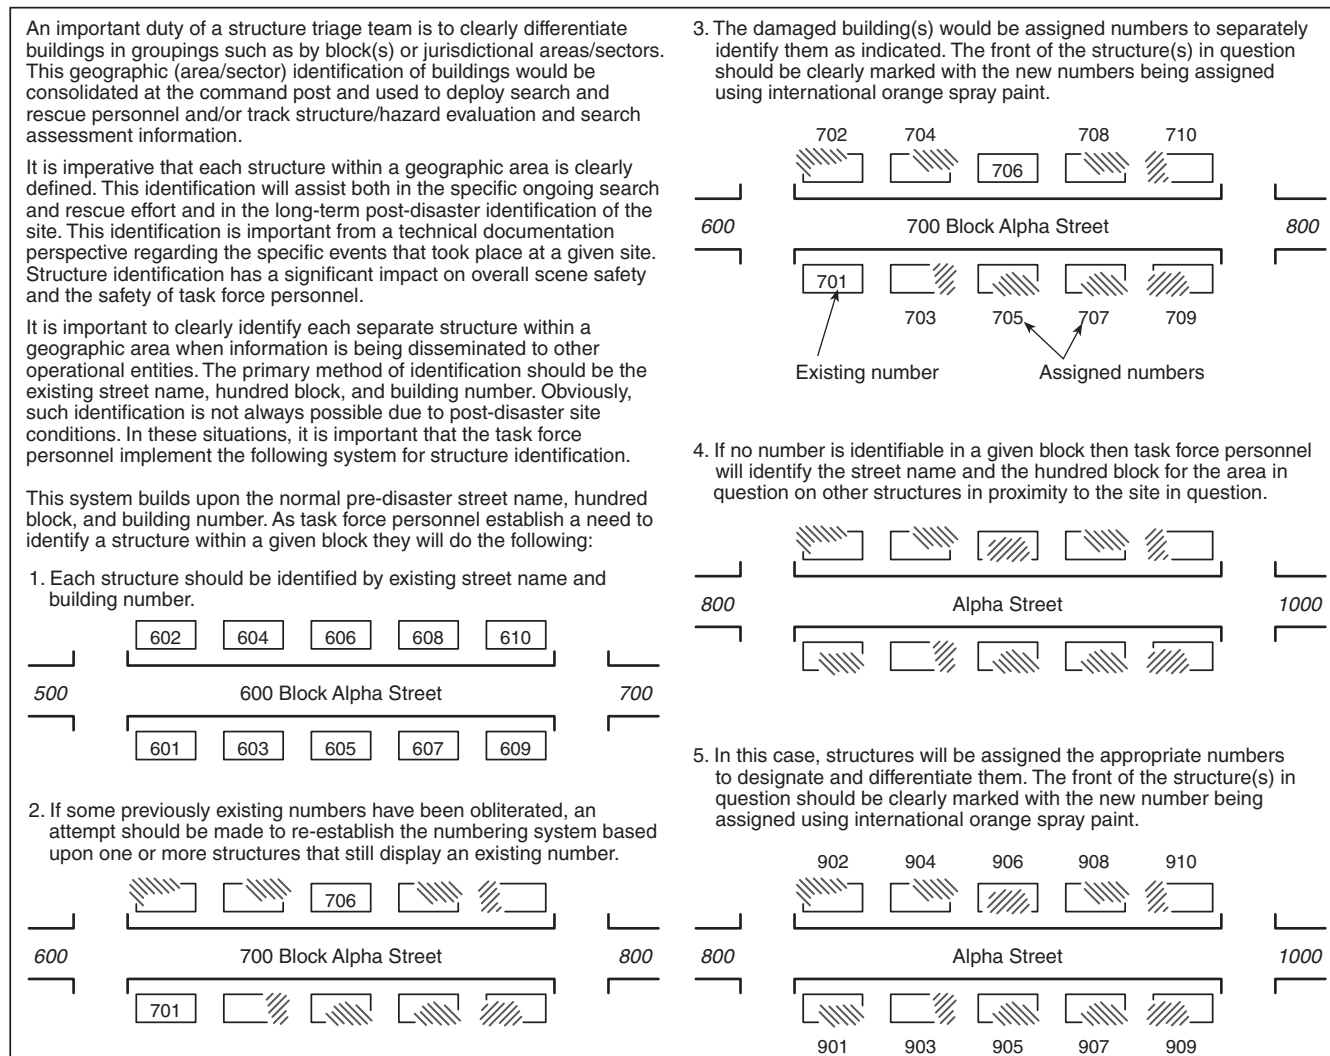 An important duty of a structure triage team is to clearly differentiate
buildings in groupings such as by block(s) or jurisdictional areas/sectors.
This geographic (area/sector) identification of buildings would be
consolidated at the command post and used to deploy search and
rescue personnel and/or track structure/hazard evaluation and search
assessment information.
It is imperative that each structure within a geographic area is clearly
defined. This identification will assist both in the specific ongoing search
and rescue effort and in the long-term post-disaster identification of the
site. This identification is important from a technical documentation
perspective regarding the specific events that took place at a given site.
Structure identification has a significant impact on overall scene safety
and the safety of task force personnel.
It is important to clearly identify each separate structure within a
geographic area when information is being disseminated to other
operational entities. The primary method of identification should be the
existing street name, hundred block, and building number. Obviously,
such identification is not always possible due to post-disaster site
conditions. In these situations, it is important that the task force
personnel implement the following system for structure identification.
This system builds upon the normal pre-disaster street name, hundred
block, and building number. As task force personnel establish a need to
identify a structure within a given block they will do the following:
1. Each structure should be identified by existing street name and
building number.
602 604 606 608 610
500 600 Block Alpha Street 700
601 603 605 607 609
2. If some previously existing numbers have been obliterated, an
attempt should be made to re-establish the numbering system based
upon one or more structures that still display an existing number.
706
600 700 Block Alpha Street 800
701
3. The damaged building(s) would be assigned numbers to separately
identify them as indicated. The front of the structure(s) in question
should be clearly marked with the new numbers being assigned
using international orange spray paint.
702 704 706 708 710
600 700 Block Alpha Street 800
701 703 705 707 709
Existing number Assigned numbers
4. If no number is identifiable in a given block then task force personnel
will identify the street name and the hundred block for the area in
question on other structures in proximity to the site in question.
800 Alpha Street 1000
5. In this case, structures will be assigned the appropriate numbers
to designate and differentiate them. The front of the structure(s) in
question should be clearly marked with the new number being
assigned using international orange spray paint.
902 904 906 908 910
800 Alpha Street 1000
901 903 905 907 909